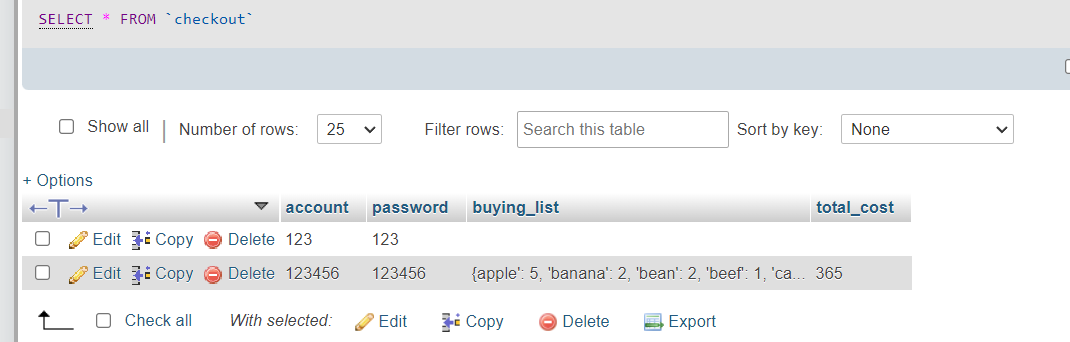 SELECT * FROM `checkout`
Show all Number of rows: 25 Filter rows: Search this table Sort by key: None
+ Options
←T→ account password buying_list total_cost
Edit Copy Delete 123 123
Edit Copy Delete 123456 123456 {apple': 5, 'banana': 2, 'bean': 2, 'beef': 1, 'ca... 365
Check all With selected: Edit Copy Delete Export